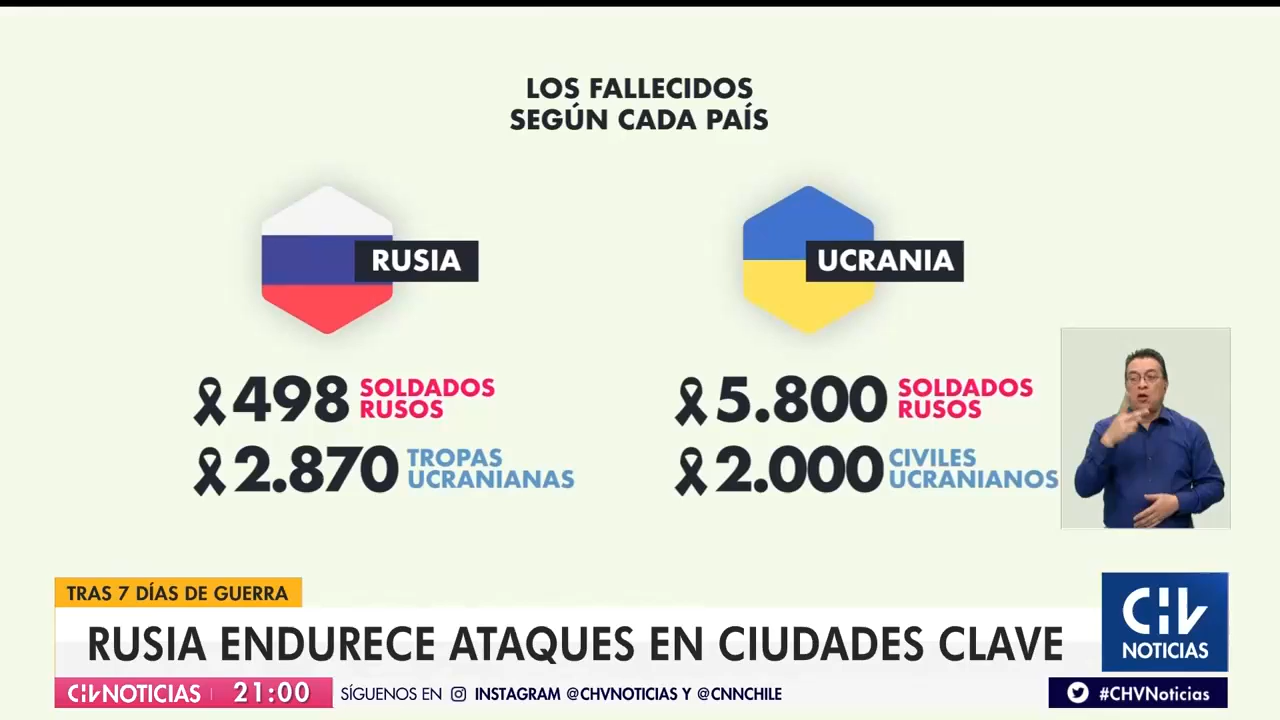 LOS FALLECIDOS
SEGÚN CADA PAÍS
RUSIA
UCRANIA
498 SOLDADOS
RUSOS
2.870 TROPAS
UCRANIANAS
5.800 SOLDADOS
RUSOS
2.000 CIVILES
UCRANIANOS
TRAS 7 DÍAS DE GUERRA
RUSIA ENDURECE ATAQUES EN CIUDADES CLAVE
CHV
NOTICIAS
CHVNOTICIAS 21:00 SÍGUENOS EN INSTAGRAM @CHVNOTICIAS Y @CNNCHILE
#CHVNoticias